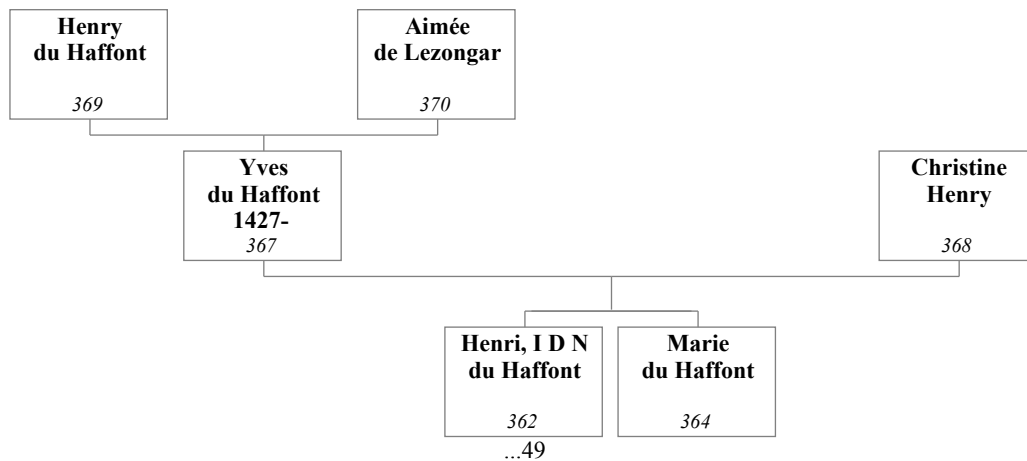 Henry
du Haffont
369
Aimée
de Lezongar
370
Yves
du Haffont
1427-
367
Christine
Henry
368
Henri, I D N
du Haffont
362
...49
Marie
du Haffont
364